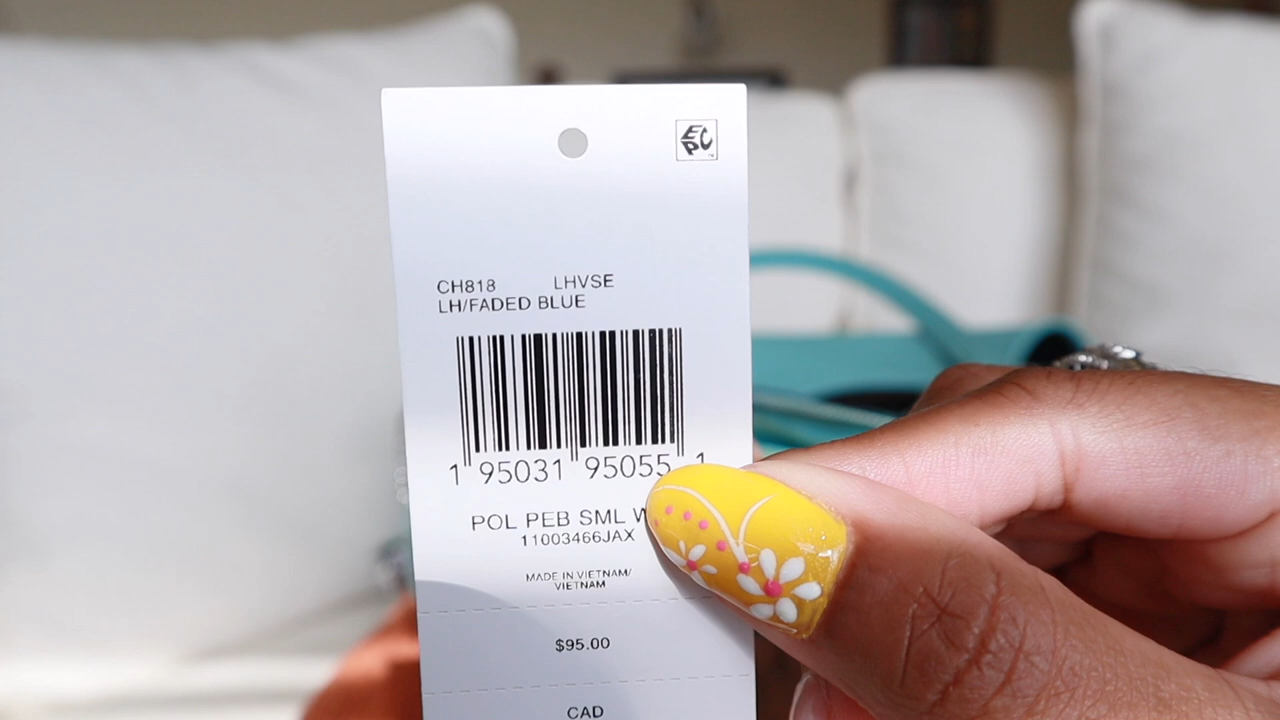 EPC
CH818 LHVSE
LH/FADED BLUE
1 95031 95055 1
POL PEB SML
11003466JAX
MADE IN VIETNAM/
VIETNAM
$95.00
CAD